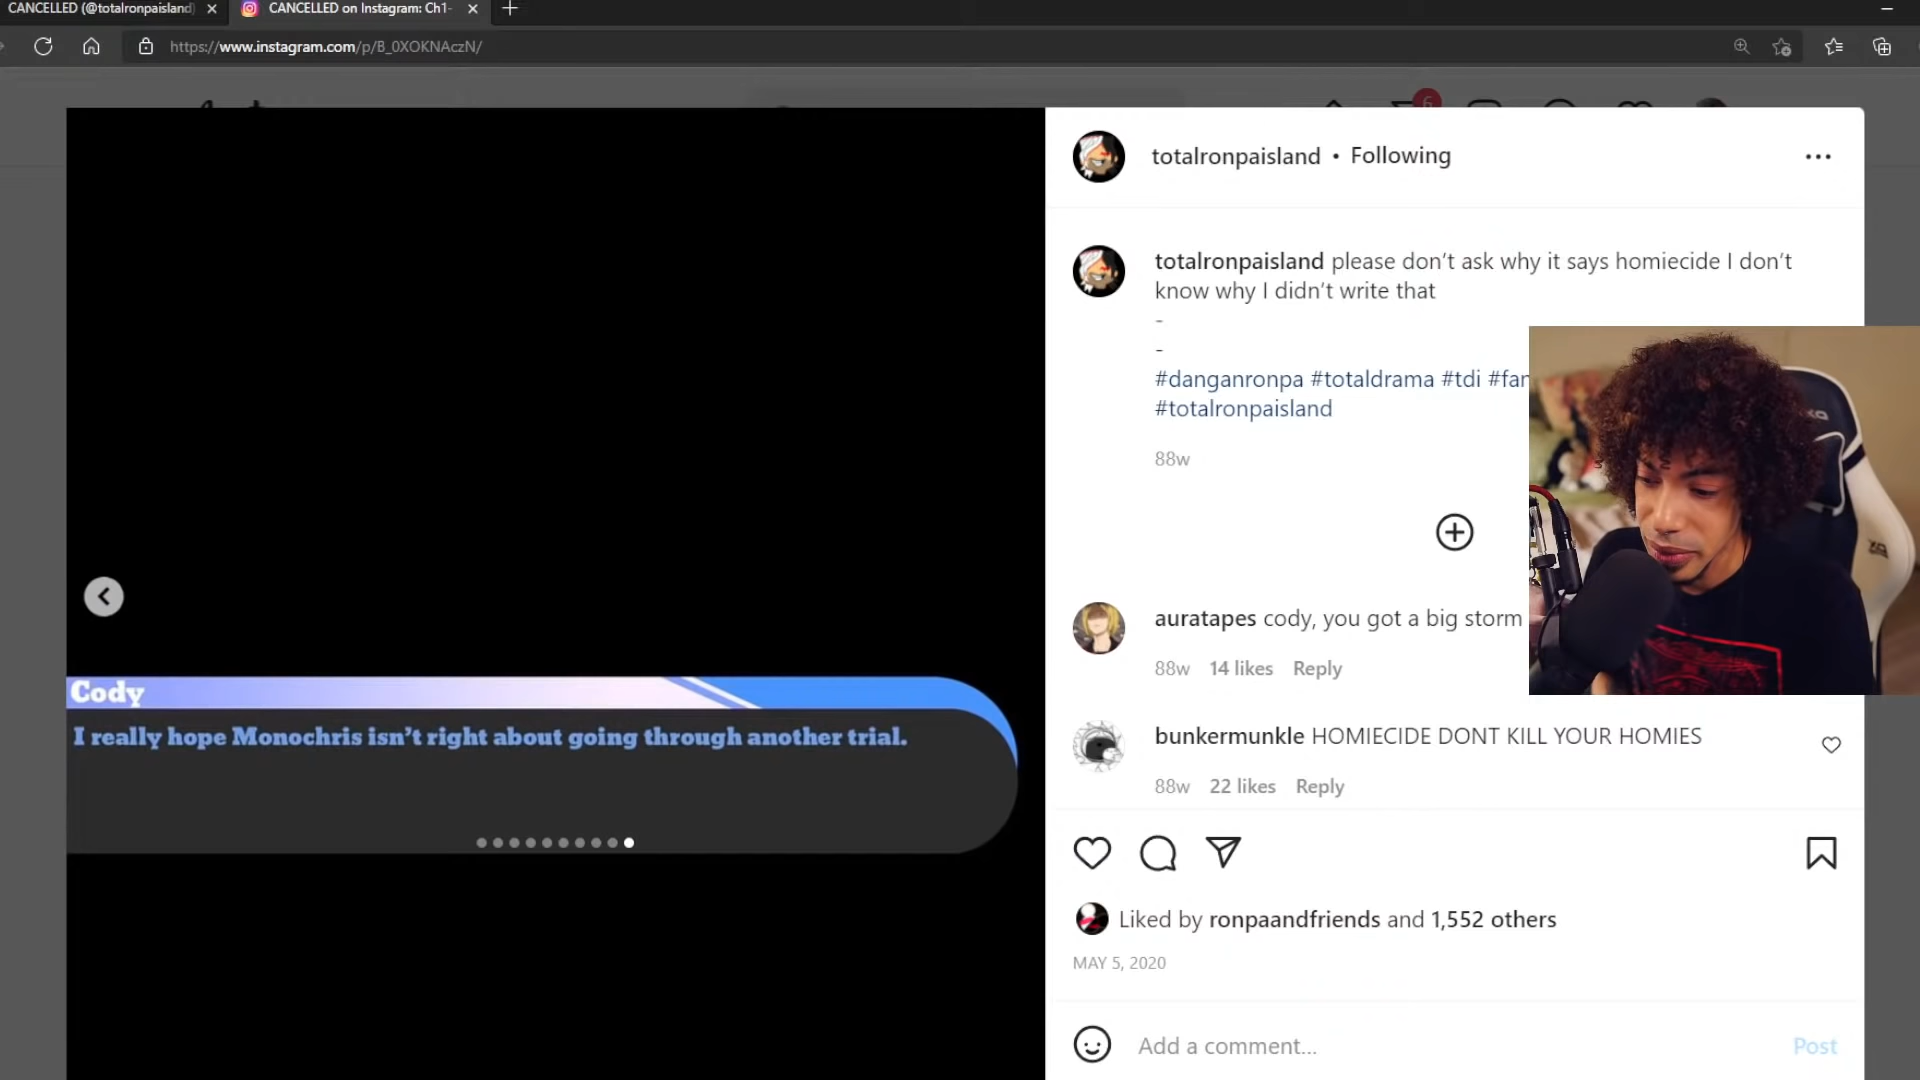 CANCELLED (@totalronpaisland)
CANCELLED on Instagram: Ch1-
https://www.instagram.com/p/B_0XOKNAczN/
6
totalronpaisland • Following
totalronpaisland please don't ask why it says homiecide I don't
know why I didn't write that
-
-
#danganronpa #totaldrama #tdi
#totalronpaisland
88w
auratapes cody, you got a big storm
88w 14 likes Reply
bunkermunkle HOMIECIDE DONT KILL YOUR HOMIES
88w 22 likes Reply
Cody
I really hope Monochris isn't right about going through another trial.
Liked by ronpaandfriends and 1,552 others
MAY 5, 2020
Add a comment...
Post